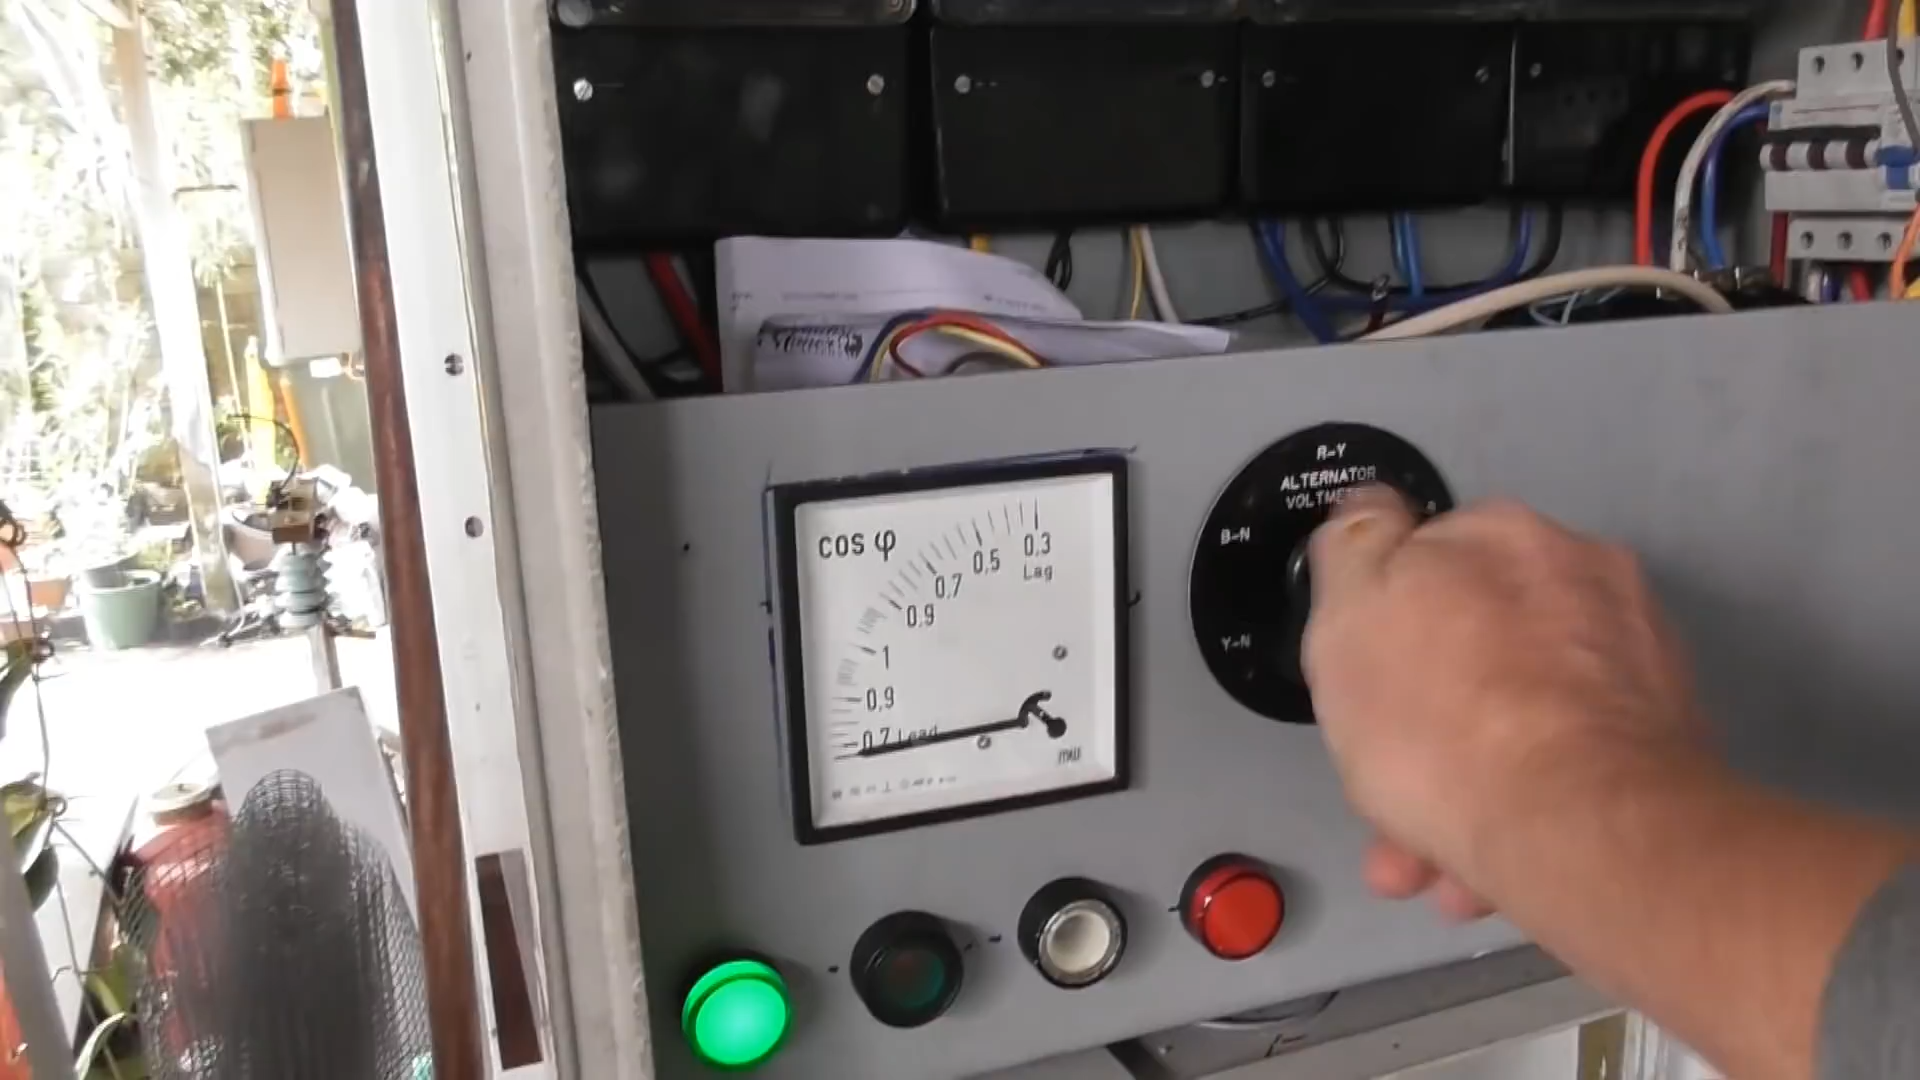 R-Y
ALTERNATOR
VOLTMETER
B-N
Y-N
cos φ
0,3
Lag
0,5
0,7
0,9
1
0,9
0,7 Lead